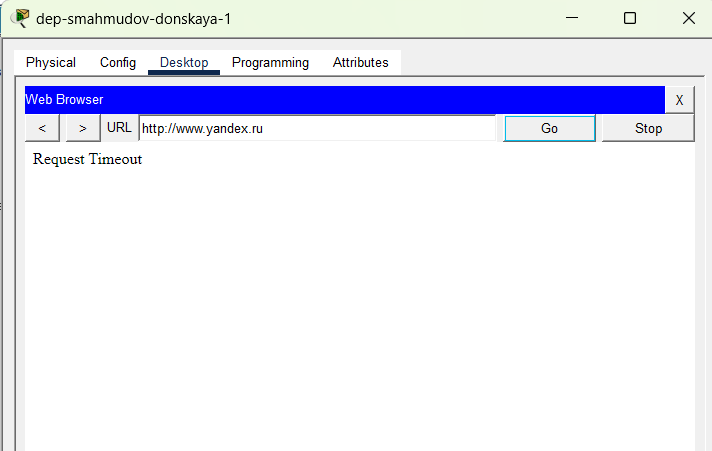 dep-smahmudov-donskaya-1
Physical Config Desktop Programming Attributes
Web Browser X
< > URL http://www.yandex.ru Go Stop
Request Timeout